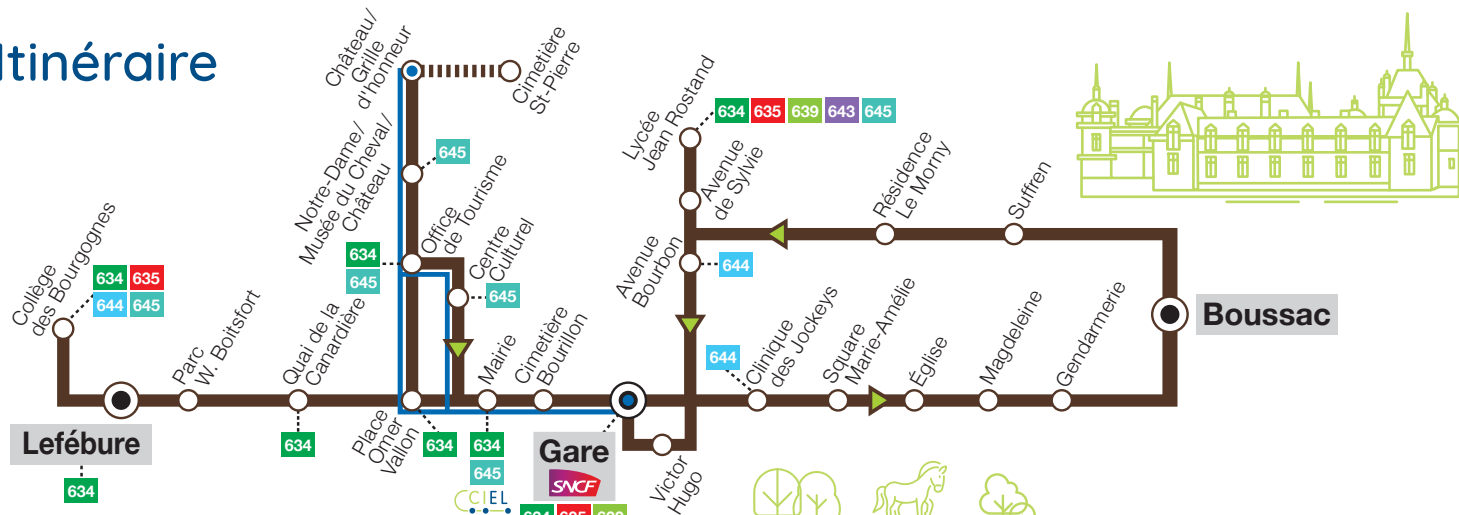 Itinéraire
Château/
Grille
d'honneur
Cimetière
St-Pierre
645
Notre-Dame/
Musée du Cheval/
Château
Office
de Tourisme
634
645
Centre
Culturel
645
Collège
des Bourgognes
634 635
644 645
Lefébure
634
Parc
W. Boitsfort
Quai de la
Canardière
634
Place
Omer
Vallon
634
Mairie
634
645
Cimetière
Bourillon
CCIEL
Gare
SNCF
Victor
Hugo
Lycée
Jean Rostand
634 635 639 643 645
Avenue
de Sylvie
Avenue
Bourbon
644
Résidence
Le Morny
Suffren
Boussac
644
Clinique
des Jockeys
Square
Marie-Amélie
Église
Magdeleine
Gendarmerie